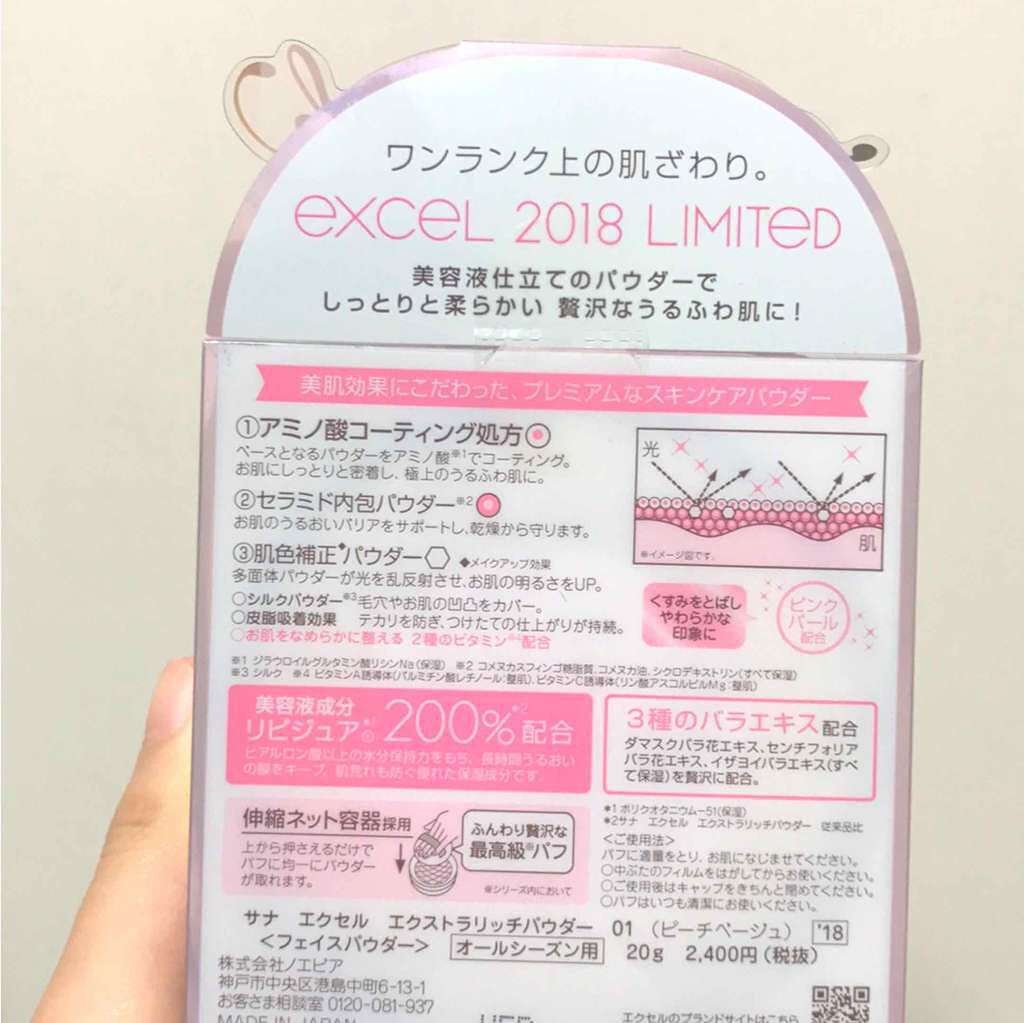 ワンランク上の肌ざわり。
excel 2018 LIMITeD
美容液仕立てのパウダーで
しっとりと柔らかい 贅沢なうるふわ肌に!
美肌効果にこだわった、プレミアムなスキンケアパウダー
①アミノ酸コーティング処方
ベースとなるパウダーをアミノ酸※1でコーティング。
お肌にしっとりと密着し、極上のうるふわ肌に。
②セラミド内包パウダー※2
お肌のうるおいバリアをサポートし、乾燥から守ります。
③肌色補正◆パウダー ◆メイクアップ効果
多面体パウダーが光を乱反射させ、お肌の明るさをUP。
○シルクパウダー※3 毛穴やお肌の凹凸をカバー。
○皮脂吸着効果 テカリを防ぎ、つけたての仕上がりが持続。
○お肌をなめらかに整える 2種のビタミン※4配合
光
肌
※イメージ図です。
くすみをとばし
やわらかな
印象に
ピンク
パール
配合
※1 ジラウロイルグルタミン酸リシンNa(保湿) ※2 コメヌカスフィンゴ糖脂質、コメヌカ油、シクロデキストリン(すべて保湿)
※3 シルク ※4 ビタミンA誘導体(パルミチン酸レチノール:整肌)、ビタミンC誘導体(リン酸アスコルビルMg:整肌)
美容液成分
リピジュア®※1 200%※2配合
ヒアルロン酸以上の水分保持力をもち、長時間うるおい
の膜をキープ。肌荒れも防ぐ優れた保湿成分です。
3種のバラエキス配合
ダマスクバラ花エキス、センチフォリア
バラ花エキス、イザヨイバラエキス(すべ
て保湿)を贅沢に配合。
伸縮ネット容器採用
上から押さえるだけで
パフに均一にパウダー
が取れます。
ふんわり贅沢な
最高級※パフ
※シリーズ内において
*1 ポリクオタニウム-51(保湿)
*2サナ エクセル エクストラリッチパウダー 従来品比
<ご使用法>
パフに適量をとり、お肌になじませてください。
○中ぶたのフィルムをはがしてからお使いください。
○ご使用後はキャップをきちんと閉めてください。
○パフはいつも清潔にお使いください。
サナ エクセル エクストラリッチパウダー 01 (ピーチベージュ) '18
<フェイスパウダー> オールシーズン用 20g 2,400円(税抜)
株式会社ノエビア
神戸市中央区港島中町6-13-1
お客さま相談室 0120-081-937
MADE IN JAPAN
エクセルのブランドサイトはこちら